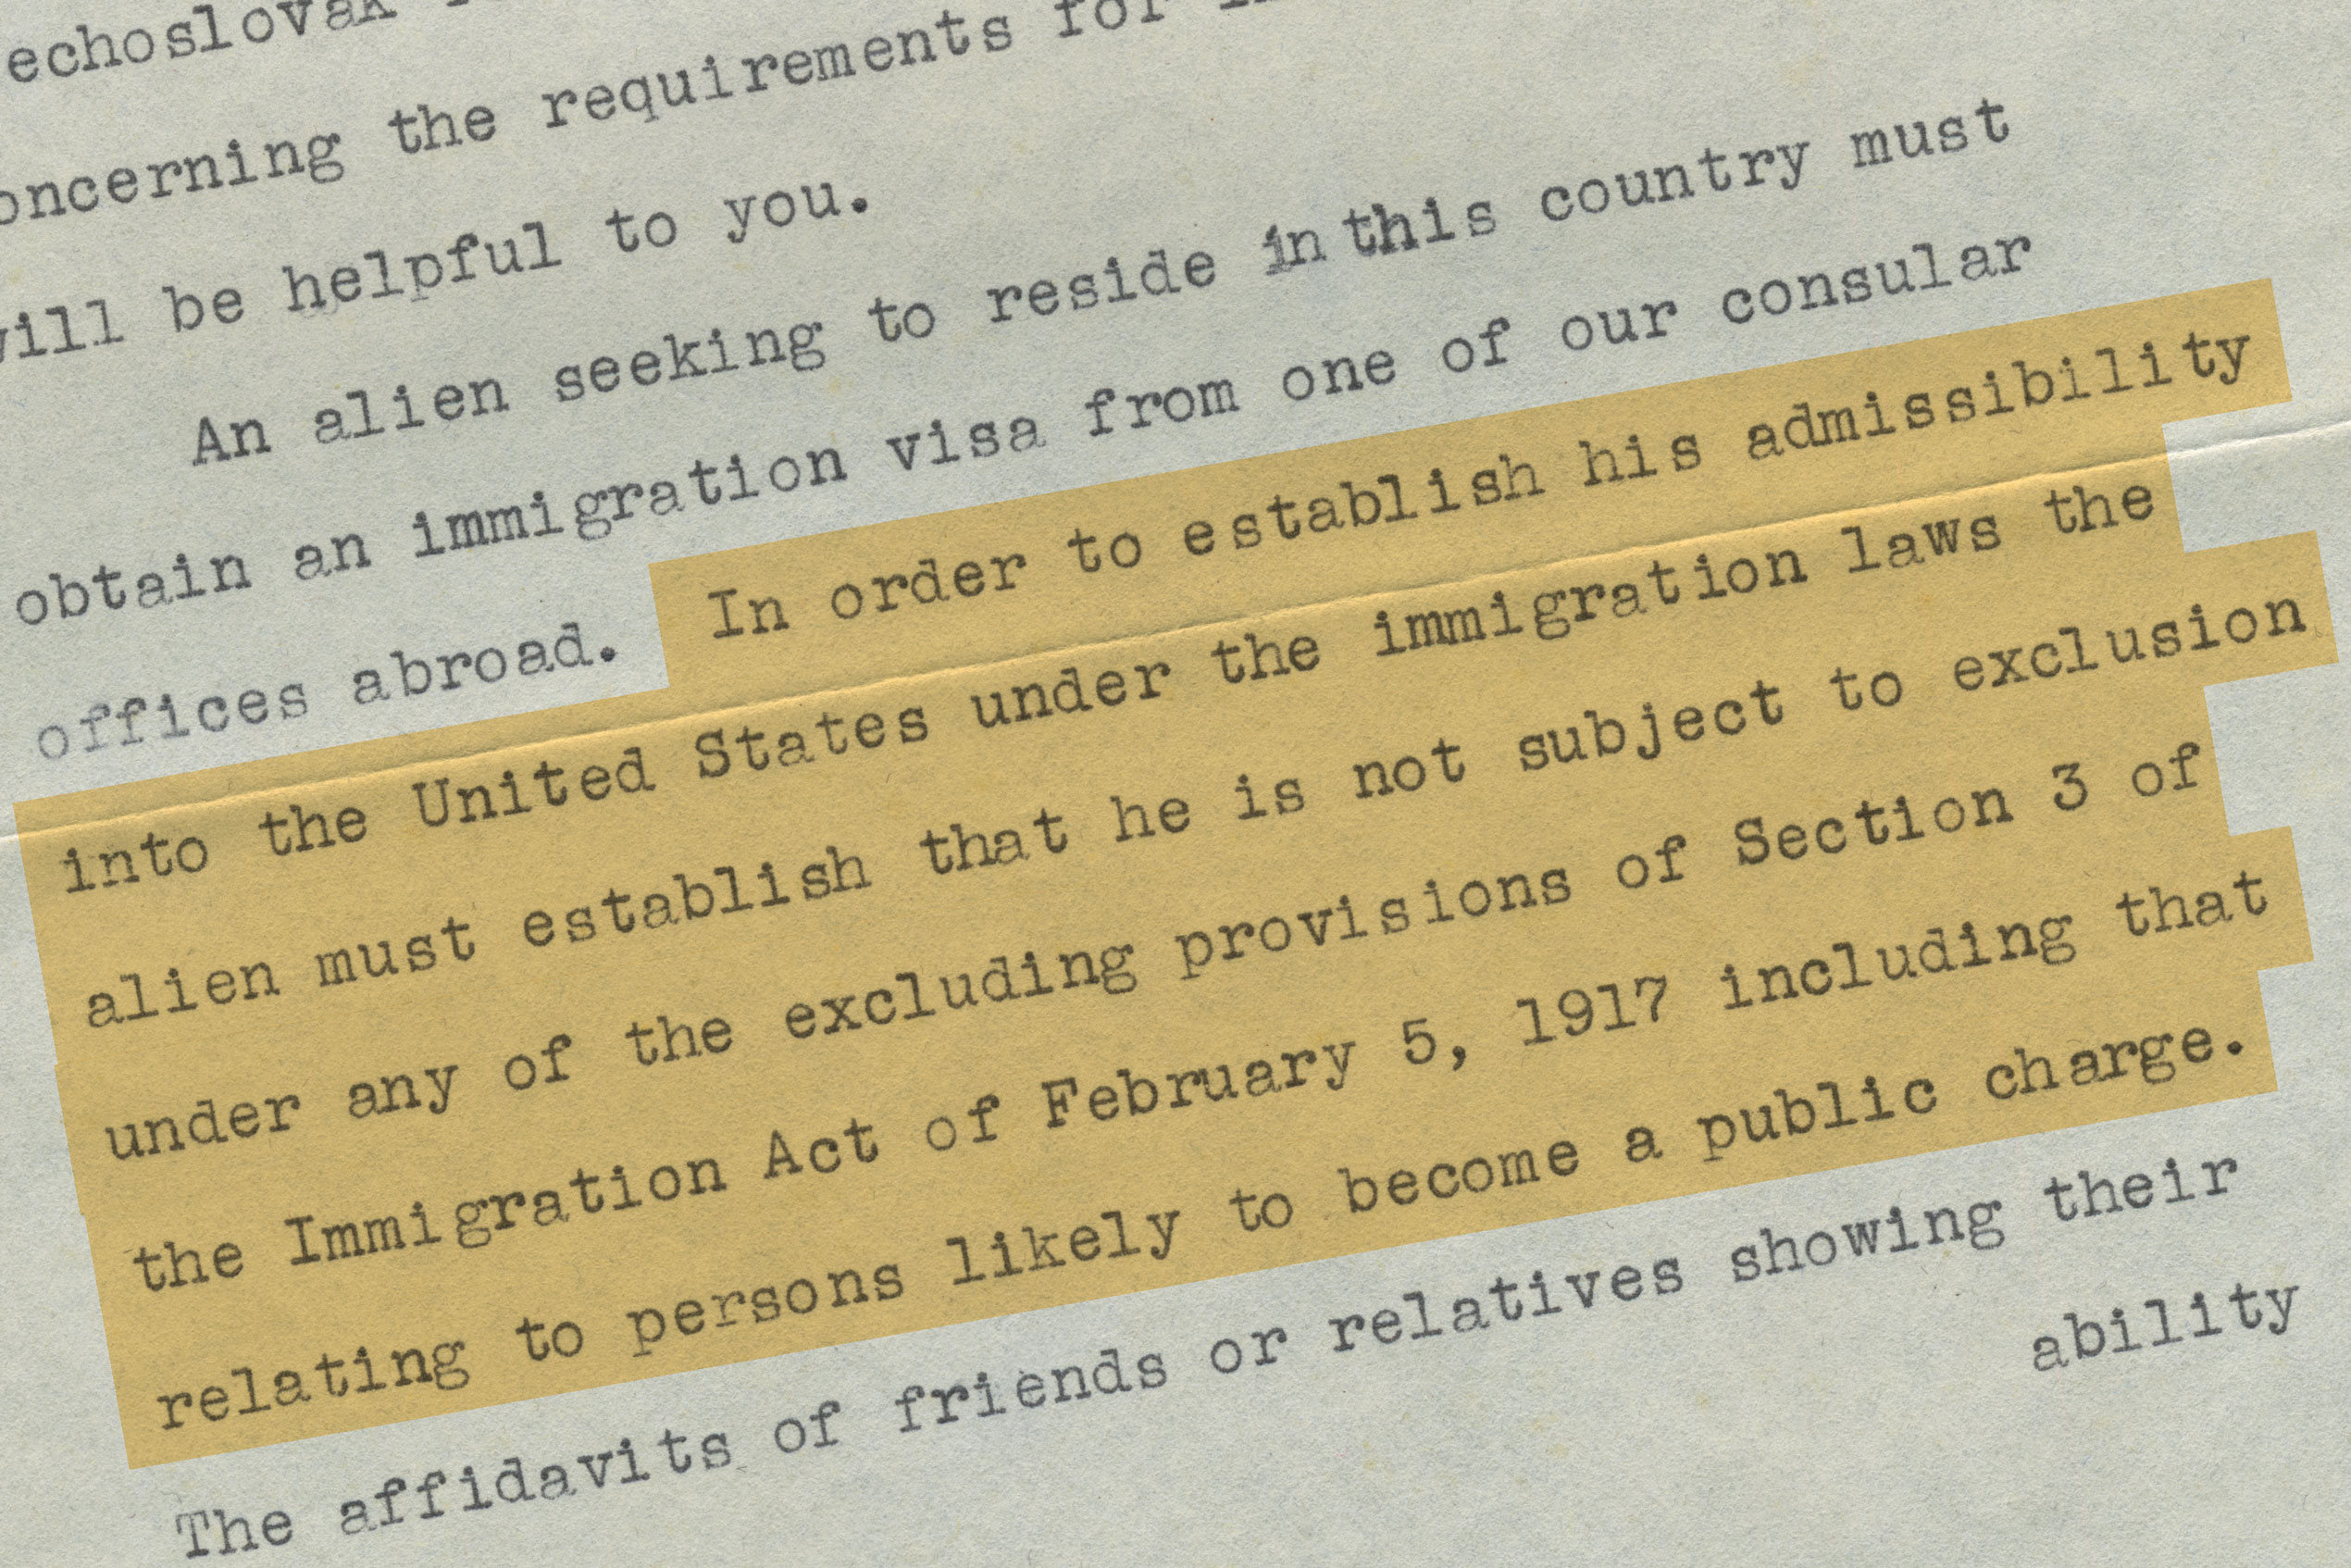 echoslovak
oncerning the requirements for
will be helpful to you.
An alien seeking to reside in this country must
obtain an immigration visa from one of our consular
offices abroad. In order to establish his admissibility
into the United States under the immigration laws the
alien must establish that he is not subject to exclusion
under any of the excluding provisions of Section 3 of
the Immigration Act of February 5, 1917 including that
relating to persons likely to become a public charge.
The affidavits of friends or relatives showing their
ability